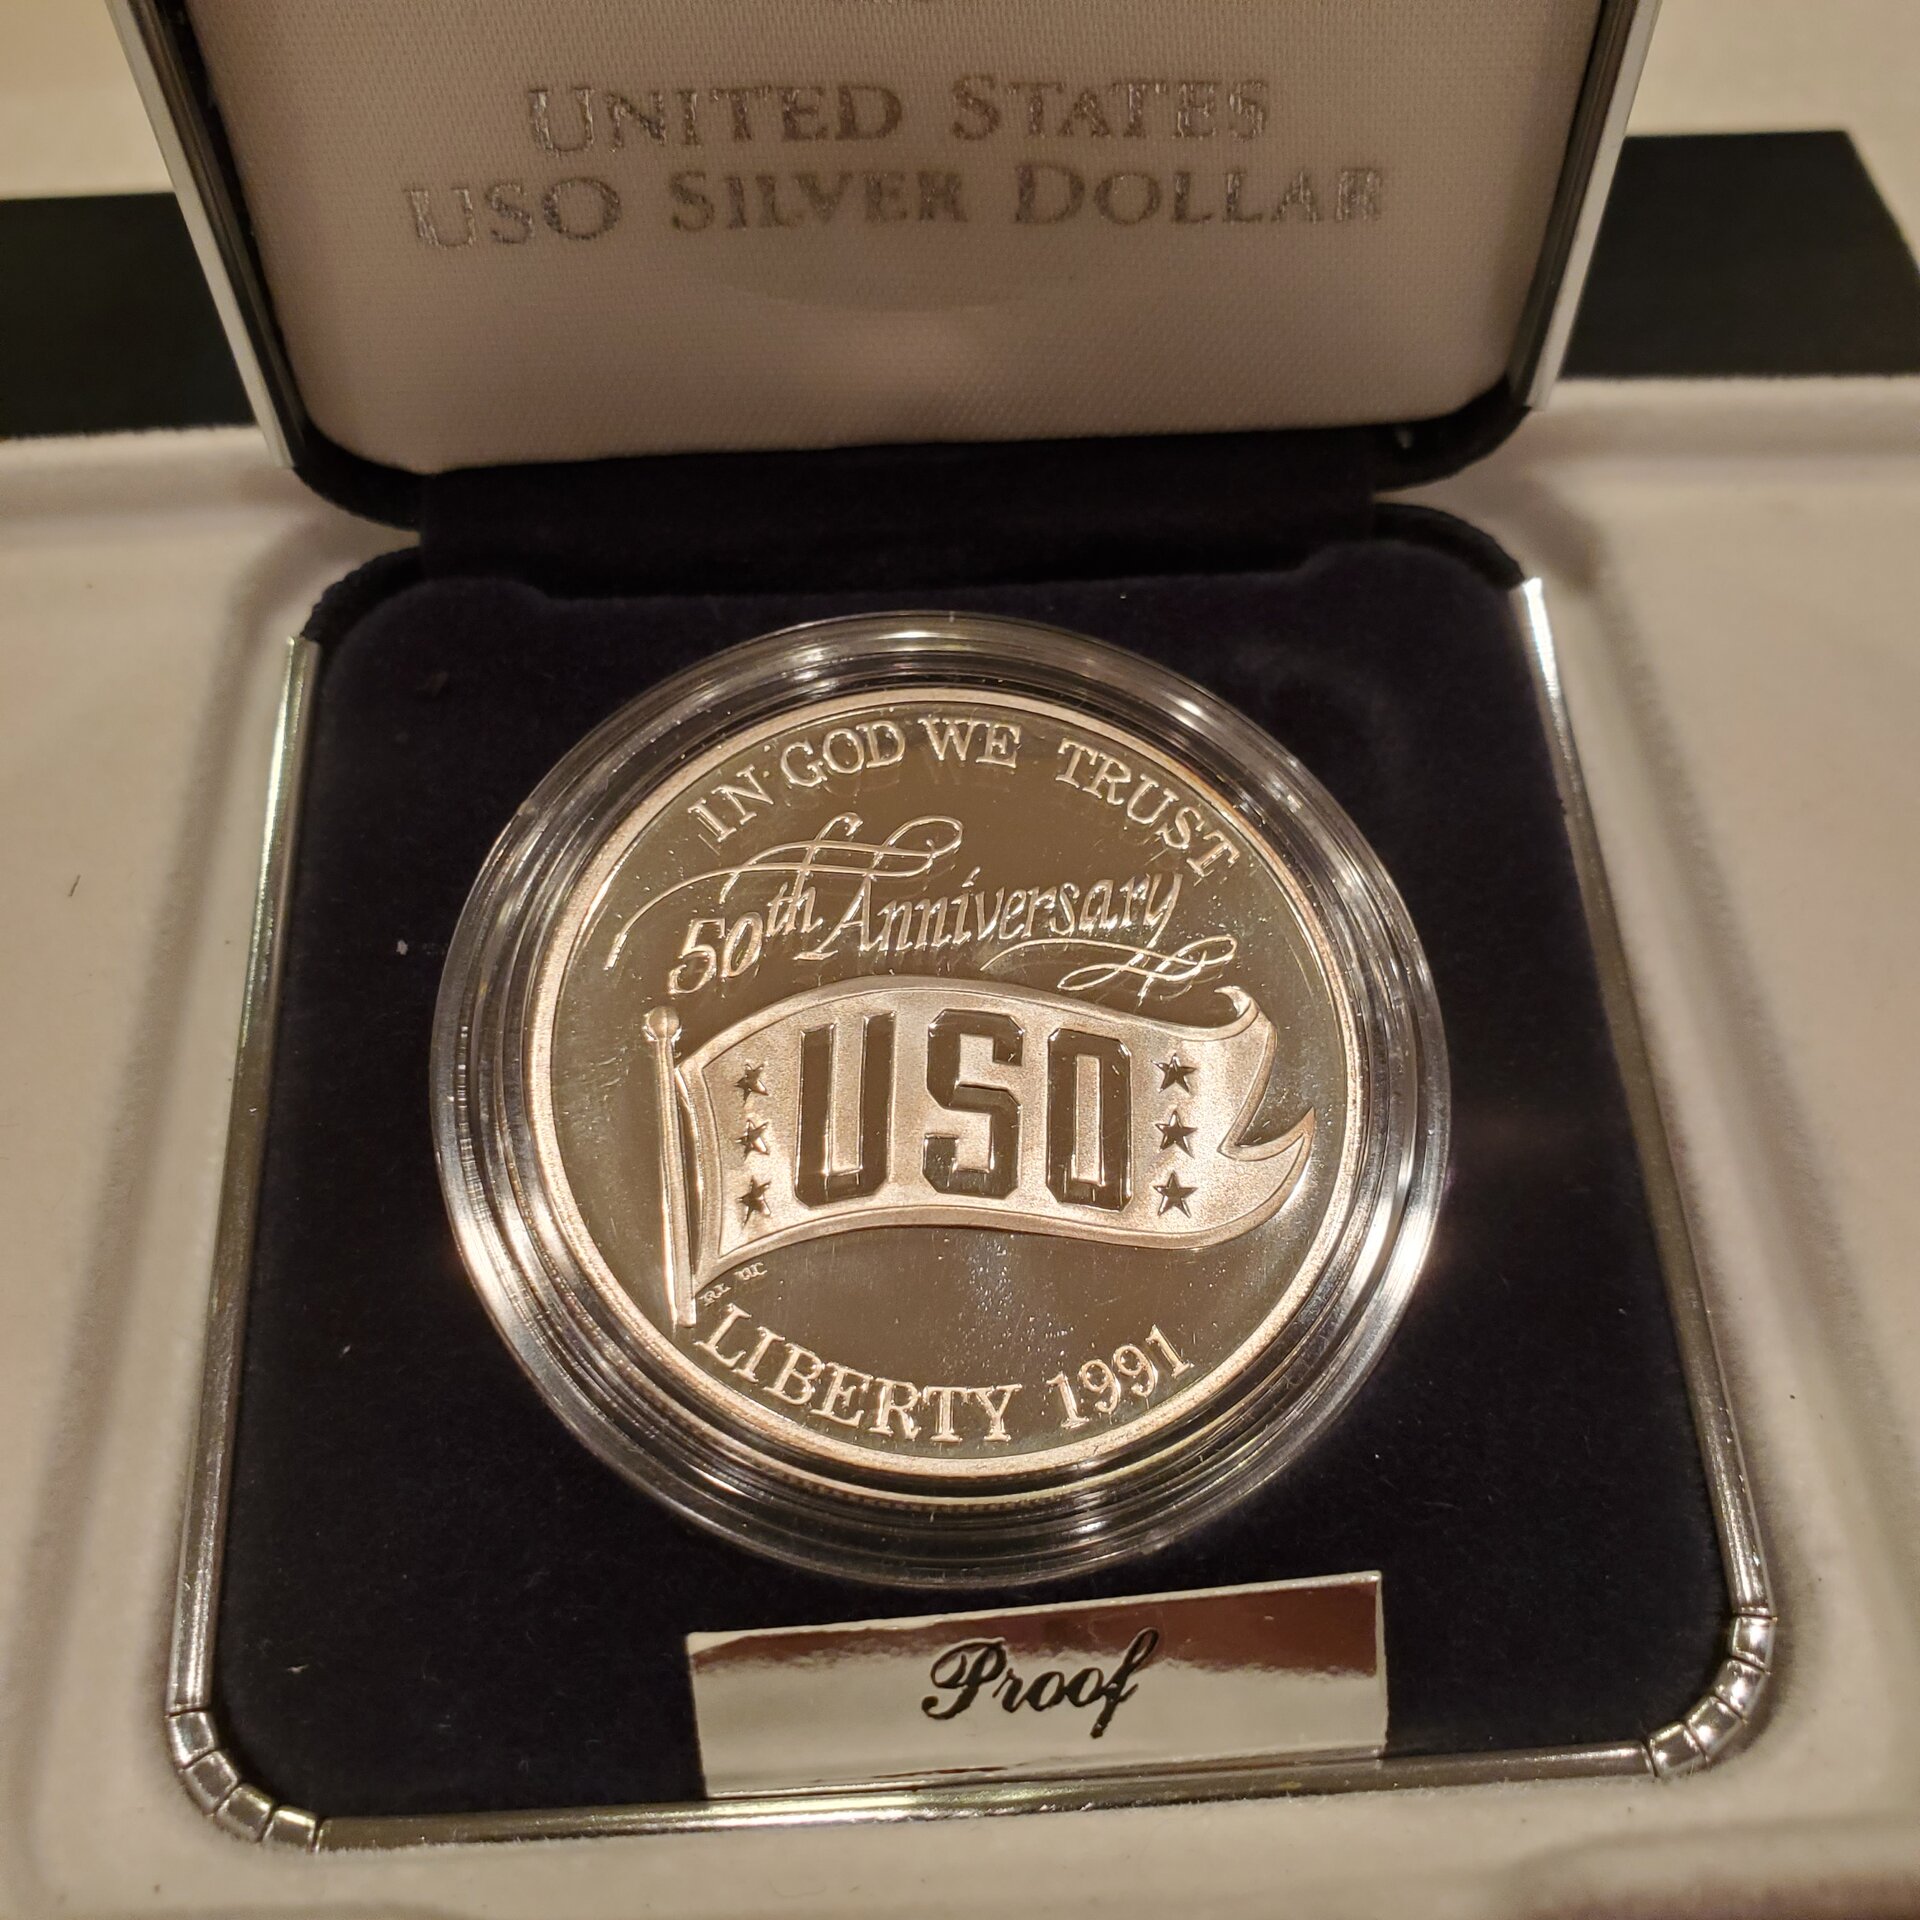 UNITED STATES
USO SILVER DOLLAR
IN GOD WE TRUST
50th Anniversary
USO
LIBERTY 1991
Proof